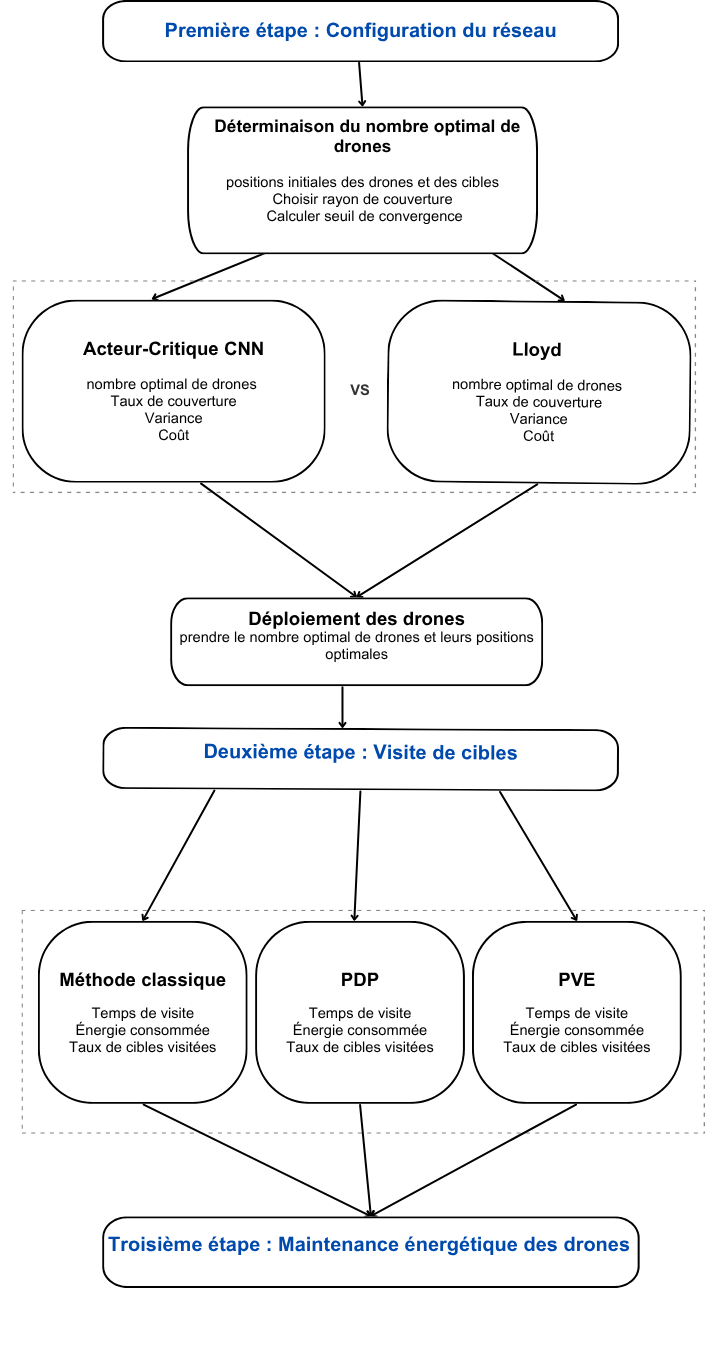 Première étape : Configuration du réseau
Déterminaison du nombre optimal de
drones
positions initiales des drones et des cibles
Choisir rayon de couverture
Calculer seuil de convergence
Acteur-Critique CNN
nombre optimal de drones
Taux de couverture
Variance
Coût
VS
Lloyd
nombre optimal de drones
Taux de couverture
Variance
Coût
Déploiement des drones
prendre le nombre optimal de drones et leurs positions
optimales
Deuxième étape : Visite de cibles
Méthode classique
Temps de visite
Énergie consommée
Taux de cibles visitées
PDP
Temps de visite
Énergie consommée
Taux de cibles visitées
PVE
Temps de visite
Énergie consommée
Taux de cibles visitées
Troisième étape : Maintenance énergétique des drones